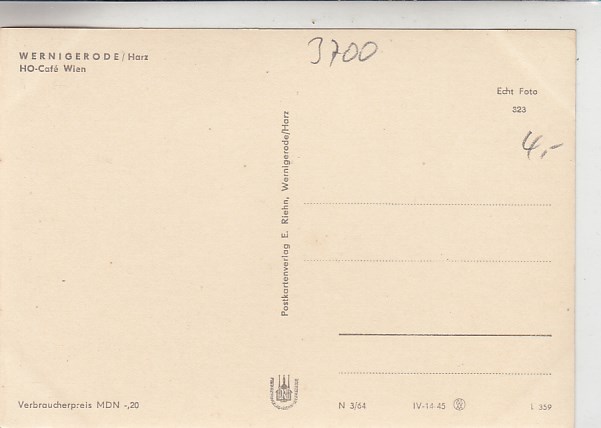 WERNIGERODE/Harz
HO-Café Wien
3700
Echt Foto
323
4,-
Postkartenverlag E. Riehn, Wernigerode/Harz
Verbraucherpreis MDN -,20
N 3/64
IV-14-45
L 359